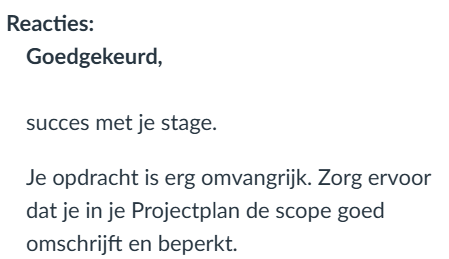 Reacties:
Goedgekeurd,
succes met je stage.
Je opdracht is erg omvangrijk. Zorg ervoor
dat je in je Projectplan de scope goed
omschrijft en beperkt.